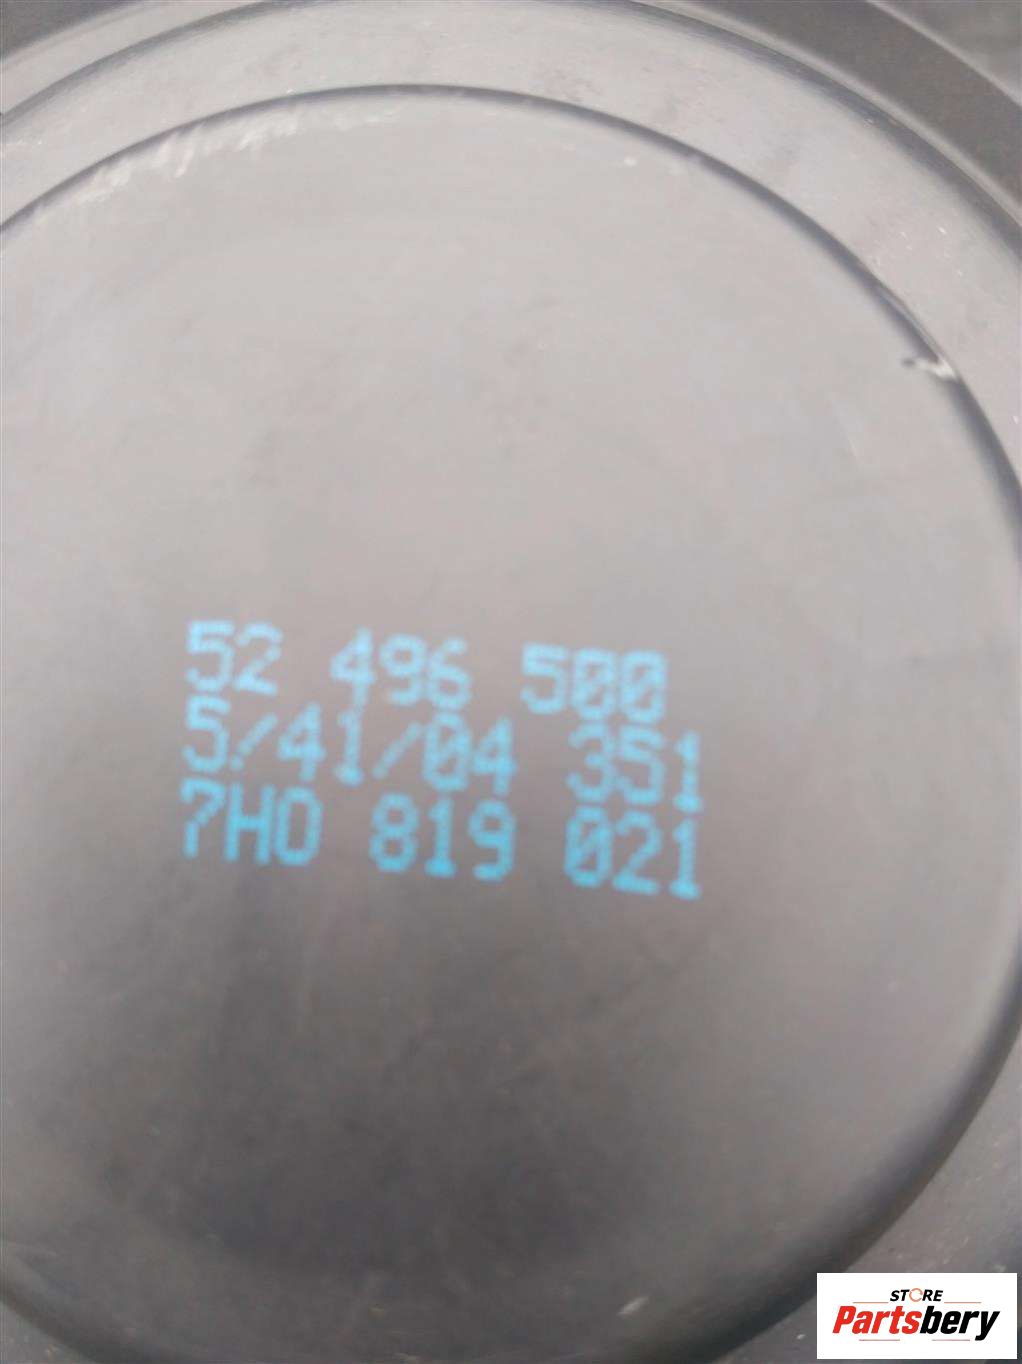 52 496 500
5/41/04 351
7H0 819 021
STORE
Partsbery